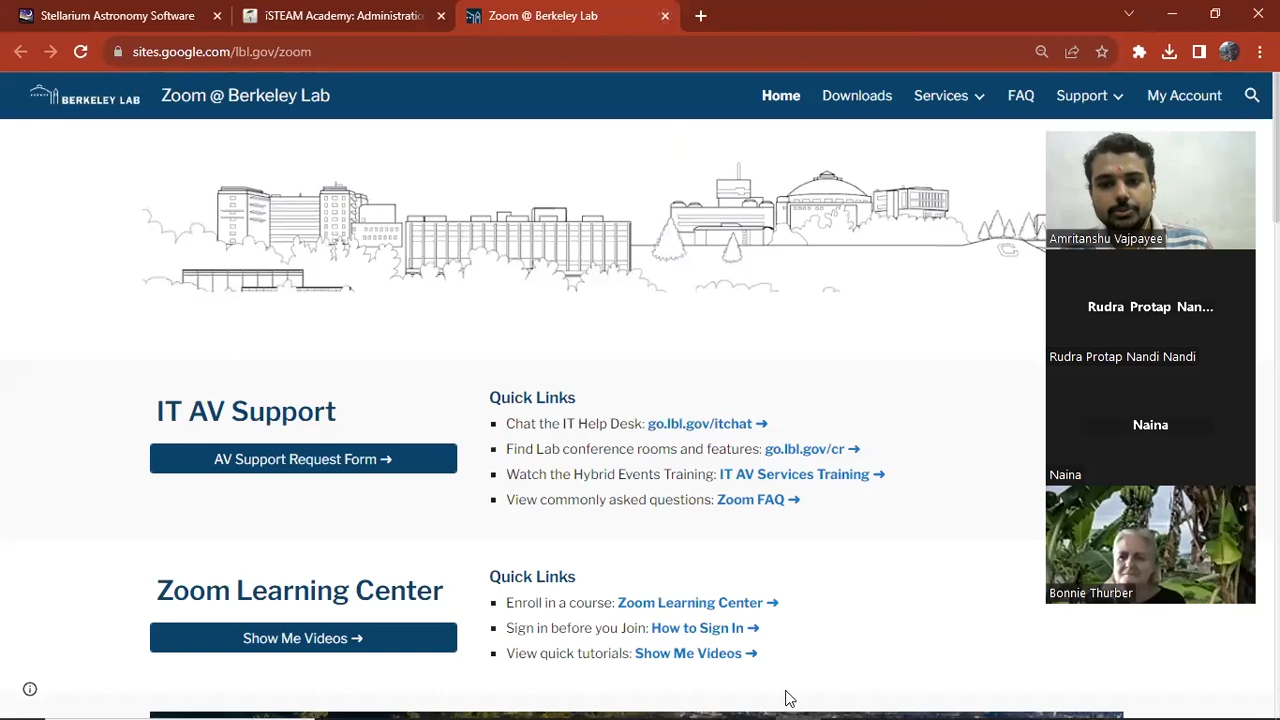 Stellarium Astronomy Software
iSTEAM Academy: Administratio
Zoom @ Berkeley Lab
sites.google.com/lbl.gov/zoom
BERKELEY LAB
Zoom @ Berkeley Lab
Home
Downloads
Services
FAQ
Support
My Account
Amritanshu Vajpayee
Rudra Protap Nan...
Rudra Protap Nandi Nandi
Naina
Naina
Bonnie Thurber
IT AV Support
AV Support Request Form ➜
Quick Links
Chat the IT Help Desk: go.lbl.gov/itchat ➜
Find Lab conference rooms and features: go.lbl.gov/cr ➜
Watch the Hybrid Events Training: IT AV Services Training ➜
View commonly asked questions: Zoom FAQ ➜
Zoom Learning Center
Show Me Videos ➜
Quick Links
Enroll in a course: Zoom Learning Center ➜
Sign in before you Join: How to Sign In ➜
View quick tutorials: Show Me Videos ➜